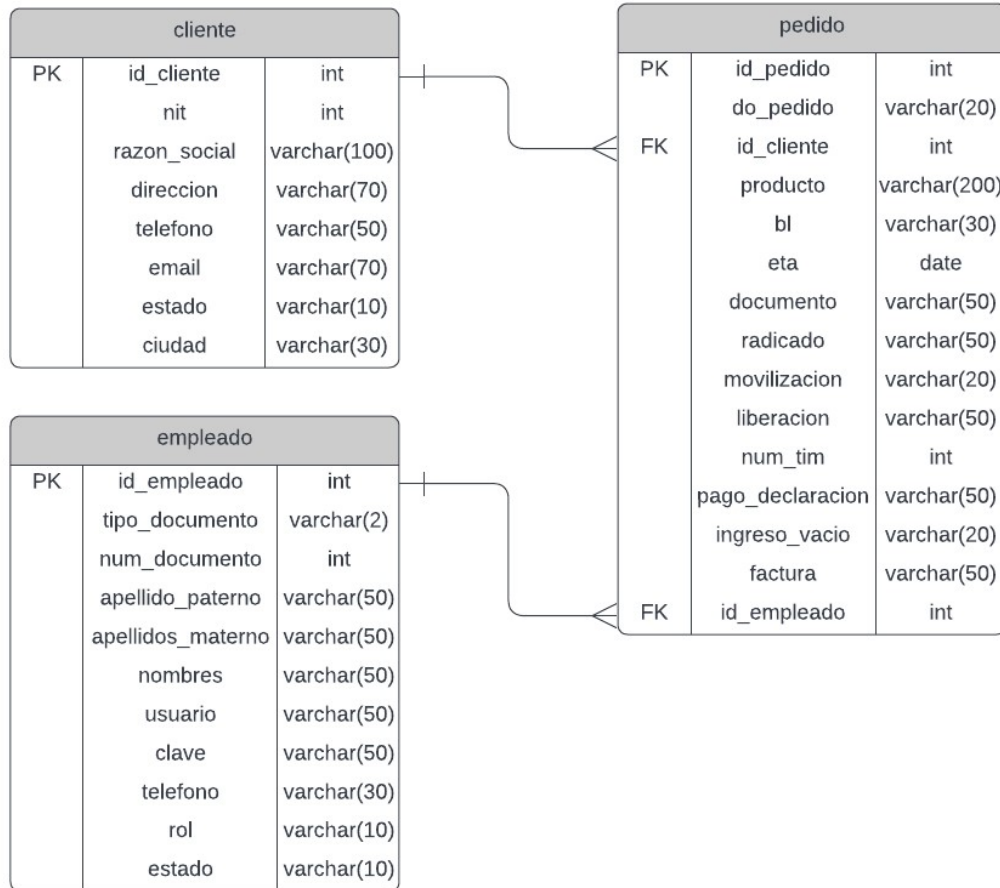 cliente
PK id_cliente int
nit int
razon_social varchar(100)
direccion varchar(70)
telefono varchar(50)
email varchar(70)
estado varchar(10)
ciudad varchar(30)
empleado
PK id_empleado int
tipo_documento varchar(2)
num_documento int
apellido_paterno varchar(50)
apellidos_materno varchar(50)
nombres varchar(50)
usuario varchar(50)
clave varchar(50)
telefono varchar(30)
rol varchar(10)
estado varchar(10)
pedido
PK id_pedido int
do_pedido varchar(20)
FK id_cliente int
producto varchar(200)
bl varchar(30)
eta date
documento varchar(50)
radicado varchar(50)
movilizacion varchar(20)
liberacion varchar(50)
num_tim int
pago_declaracion varchar(50)
ingreso_vacio varchar(20)
factura varchar(50)
FK id_empleado int